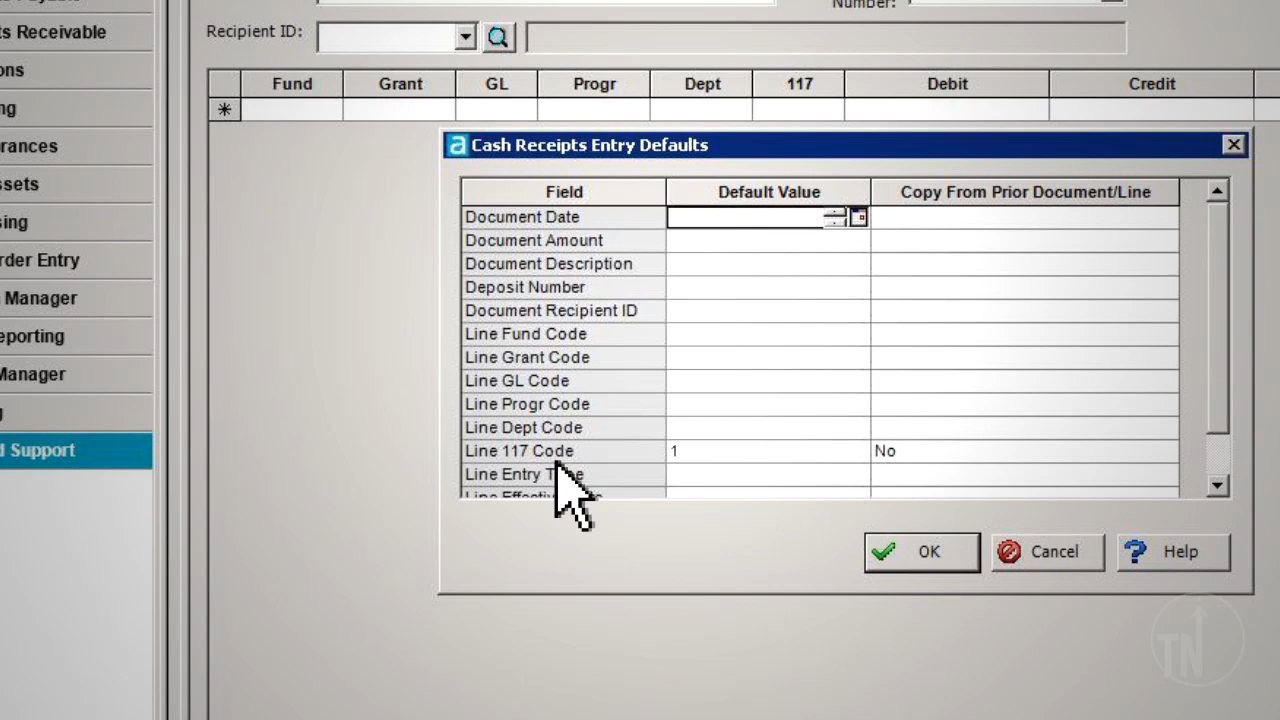 Number:
s Receivable
Recipient ID:
ons
Fund Grant GL Progr Dept 117 Debit Credit
ng
rances
a Cash Receipts Entry Defaults
ssets
Field Default Value Copy From Prior Document/Line
sing
Document Date
Document Amount
rder Entry
Document Description
Deposit Number
Manager
Document Recipient ID
Line Fund Code
eporting
Line Grant Code
Manager
Line GL Code
Line Progr Code
g
Line Dept Code
d Support
Line 117 Code 1 No
Line Entry
OK Cancel Help
TN